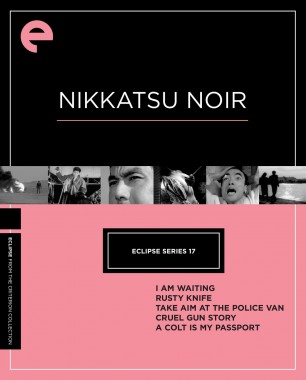 e
NIKKATSU NOIR
ECLIPSE SERIES 17
ECLIPSE FROM THE CRITERION COLLECTION
I AM WAITING
RUSTY KNIFE
TAKE AIM AT THE POLICE VAN
CRUEL GUN STORY
A COLT IS MY PASSPORT